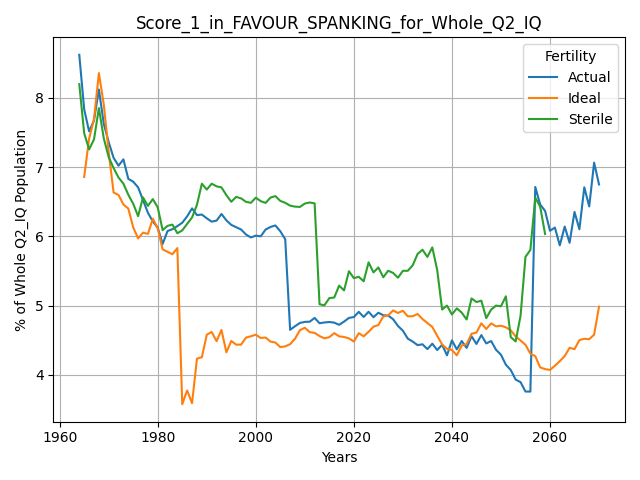 Score_1_in_FAVOUR_SPANKING_for_Whole_Q2_IQ
Fertility
Actual
Ideal
Sterile
% of Whole Q2_IQ Population
8
7
6
5
4
1960
1980
2000
2020
2040
2060
Years